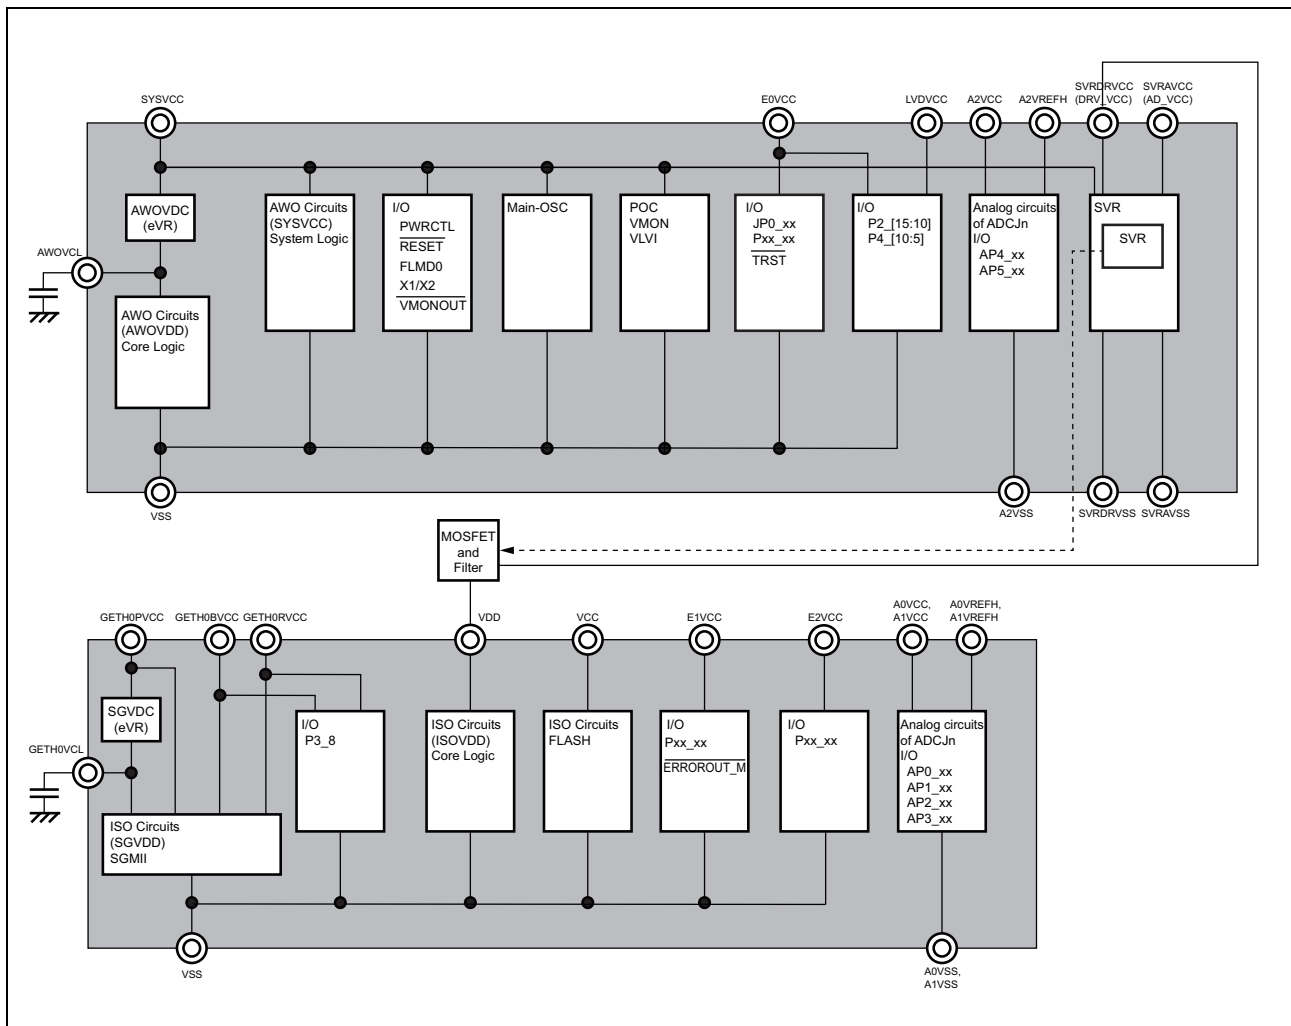 SYSVCC
E0VCC
LVDVCC
A2VCC
A2VREFH
SVRDRVCC
(DRV_VCC)
SVRAVCC
(AD_VCC)
AWOVDC
(eVR)
AWOVCL
AWO Circuits
(AWOVDD)
Core Logic
AWO Circuits
(SYSVCC)
System Logic
I/O
PWRCTL
RESET
FLMD0
X1/X2
VMONOUT
Main-OSC
POC
VMON
VLVI
I/O
JP0_xx
Pxx_xx
TRST
I/O
P2_[15:10]
P4_[10:5]
Analog circuits
of ADCJn
I/O
AP4_xx
AP5_xx
SVR
SVR
VSS
A2VSS
SVRDRVSS
SVRAVSS
MOSFET
and
Filter
GETH0PVCC
GETH0BVCC
GETH0RVCC
VDD
VCC
E1VCC
E2VCC
A0VCC,
A1VCC
A0VREFH,
A1VREFH
SGVDC
(eVR)
GETH0VCL
ISO Circuits
(SGVDD)
SGMII
I/O
P3_8
ISO Circuits
(ISOVDD)
Core Logic
ISO Circuits
FLASH
I/O
Pxx_xx
ERROROUT_M
I/O
Pxx_xx
Analog circuits
of ADCJn
I/O
AP0_xx
AP1_xx
AP2_xx
AP3_xx
VSS
A0VSS,
A1VSS